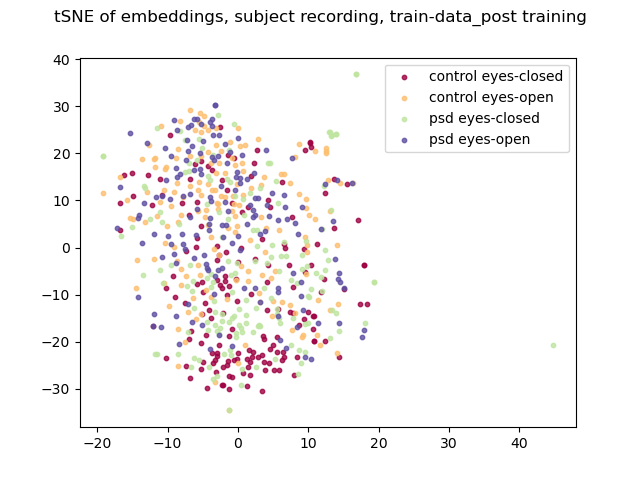 tSNE of embeddings, subject recording, train-data_post training
control eyes-closed
control eyes-open
psd eyes-closed
psd eyes-open
40
30
20
10
0
−10
−20
−30
−20 −10 0 10 20 30 40